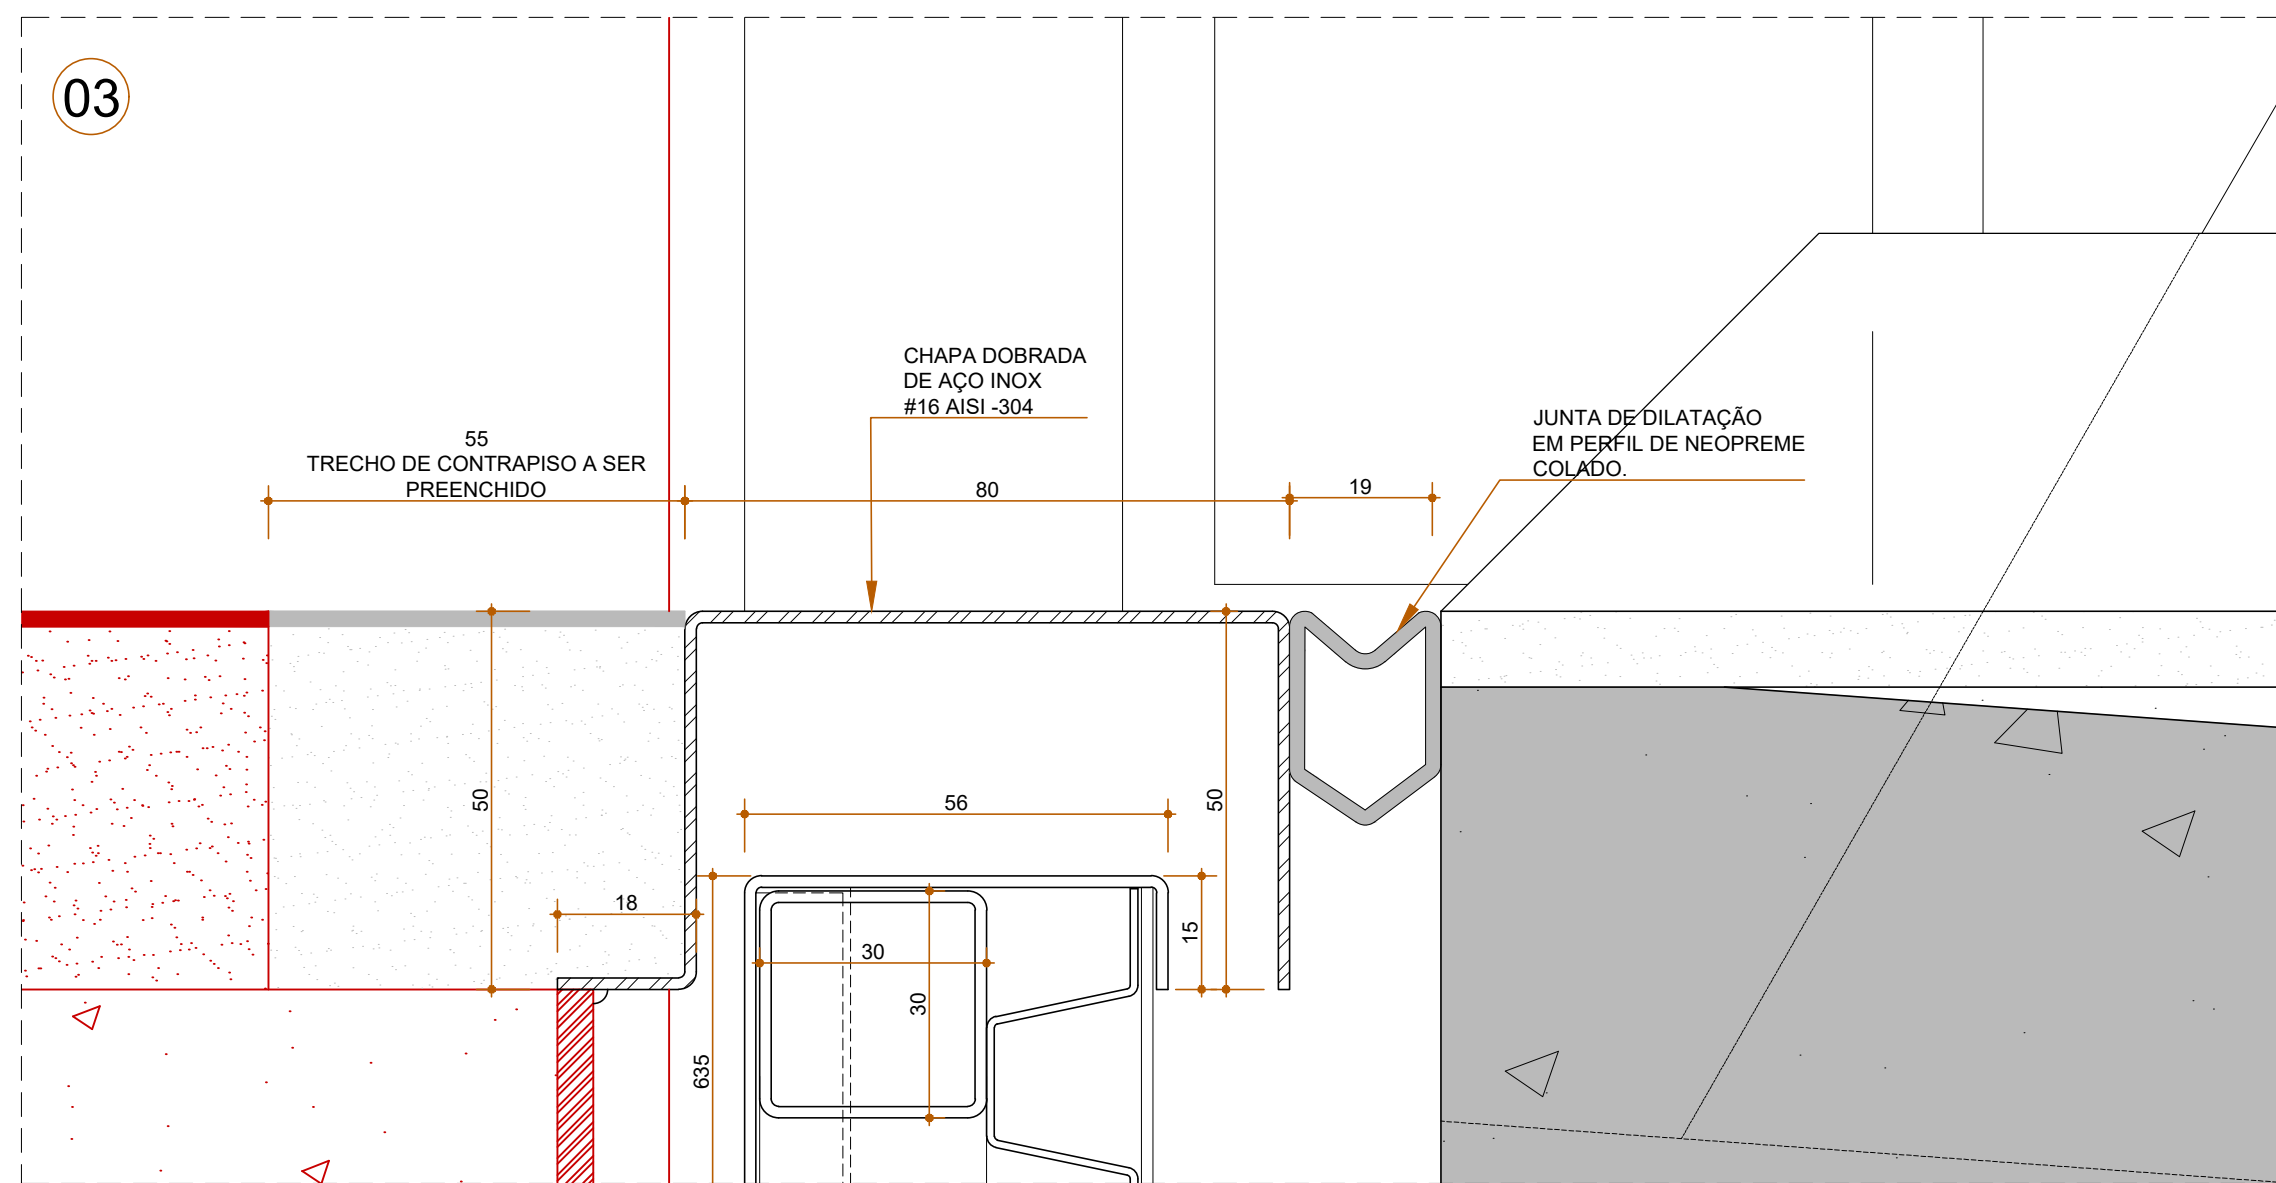 03
CHAPA DOBRADA
DE AÇO INOX
#16 AISI -304
JUNTA DE DILATAÇÃO
EM PERFIL DE NEOPREME
COLADO.
55
TRECHO DE CONTRAPISO A SER
PREENCHIDO
80
19
50
56
50
18
15
30
30
635